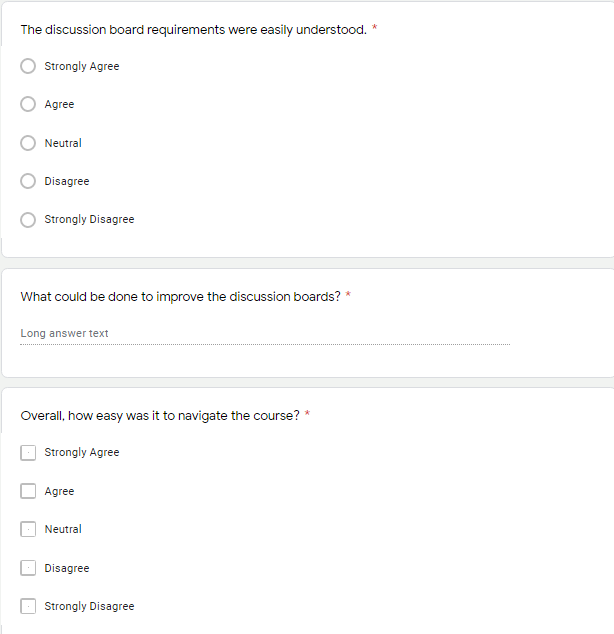 The discussion board requirements were easily understood. *
Strongly Agree
Agree
Neutral
Disagree
Strongly Disagree
What could be done to improve the discussion boards? *
Long answer text
Overall, how easy was it to navigate the course? *
Strongly Agree
Agree
Neutral
Disagree
Strongly Disagree